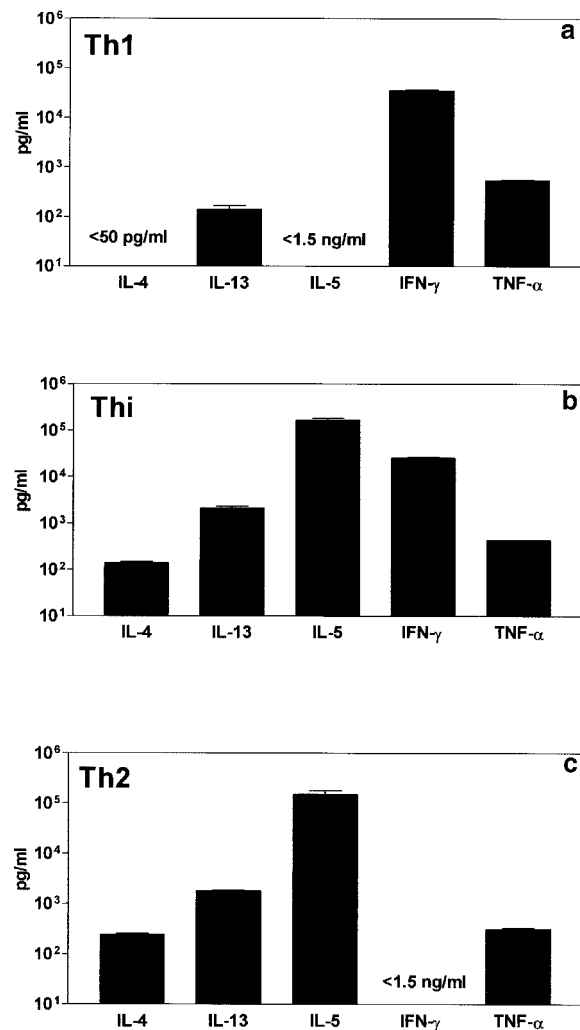 a
Th1
10⁶
10⁵
10⁴
10³
10²
10¹
pg/ml
<50 pg/ml
<1.5 ng/ml
IL-4 IL-13 IL-5 IFN-γ TNF-α
b
Thi
10⁶
10⁵
10⁴
10³
10²
10¹
pg/ml
IL-4 IL-13 IL-5 IFN-γ TNF-α
c
Th2
10⁶
10⁵
10⁴
10³
10²
10¹
pg/ml
<1.5 ng/ml
IL-4 IL-13 IL-5 IFN-γ TNF-α